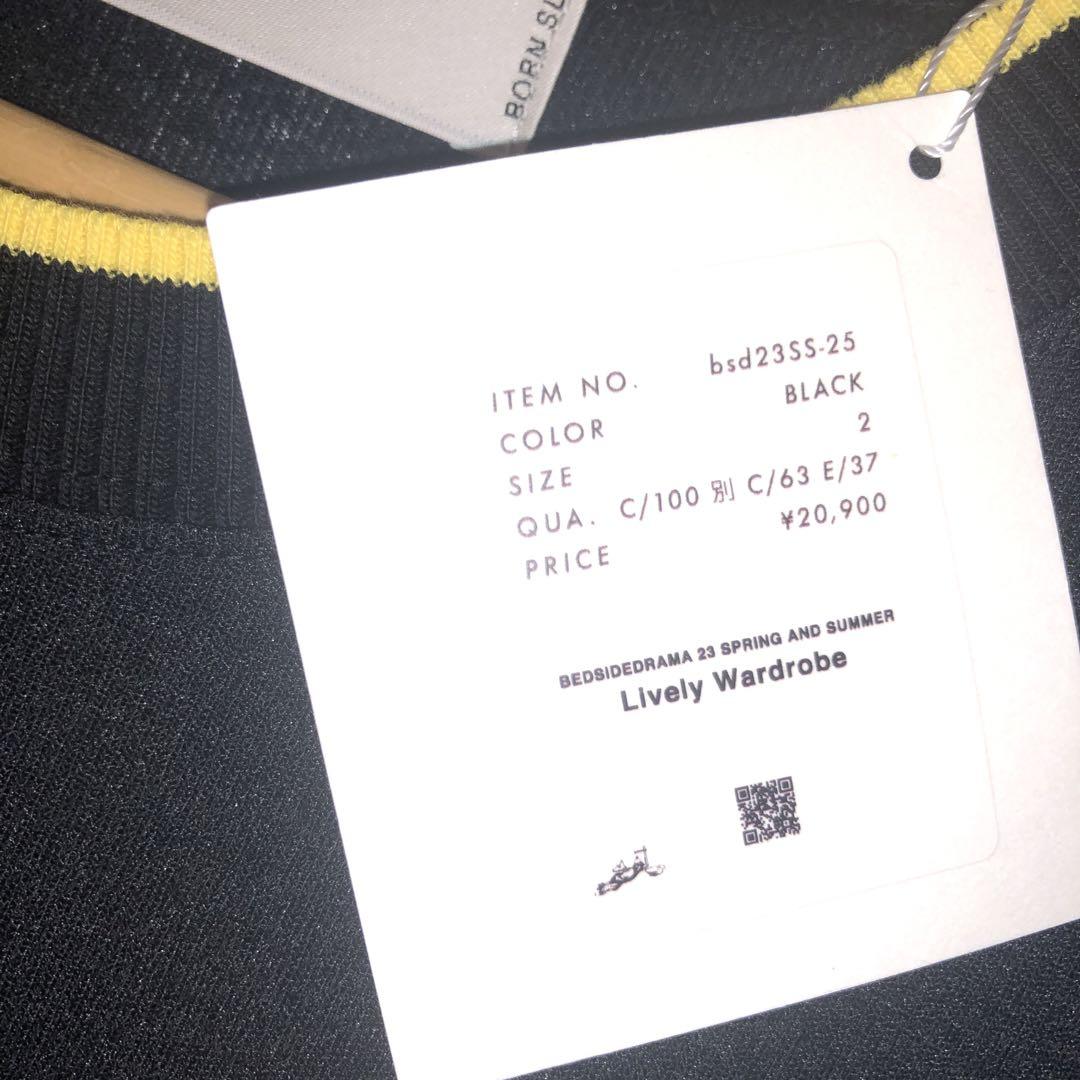 BORN SL
ITEM NO. bsd23SS-25
COLOR BLACK
SIZE 2
QUA. C/100 別 C/63 E/37
PRICE ¥20,900
BEDSIDEDRAMA 23 SPRING AND SUMMER
Lively Wardrobe